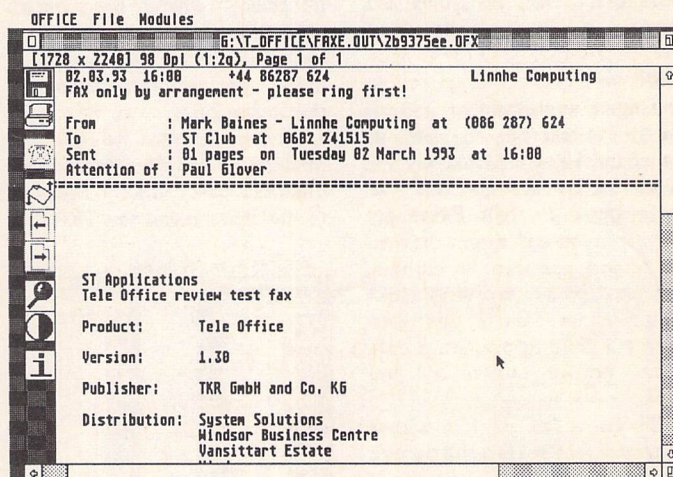 OFFICE File Modules
G:\T_OFFICE\FAXE.OUT\2b9375ee.OFX
[1728 x 2240] 98 Dpi (1:2q), Page 1 of 1
02.03.93 16:00 +44 86287 624 Linnhe Computing
FAX only by arrangement - please ring first!
From : Mark Baines - Linnhe Computing at (086 287) 624
To : ST Club at 0602 241515
Sent : 01 pages on Tuesday 02 March 1993 at 16:00
Attention of : Paul Glover
ST Applications
Tele Office review test fax
Product: Tele Office
Version: 1.30
Publisher: TKR GmbH and Co. KG
Distribution: System Solutions
Windsor Business Centre
Vansittart Estate